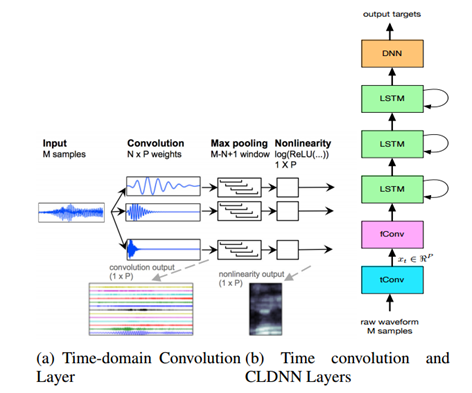 output targets
DNN
LSTM
LSTM
LSTM
fConv
xₜ ∈ ℜᴾ
tConv
raw waveform
M samples
Input
M samples
Convolution
N x P weights
Max pooling
M-N+1 window
Nonlinearity
log(ReLU(...))
1 X P
convolution output
(1 x P)
nonlinearity output
(1 x P)
(a) Time-domain Convolution
Layer
(b) Time convolution and
CLDNN Layers